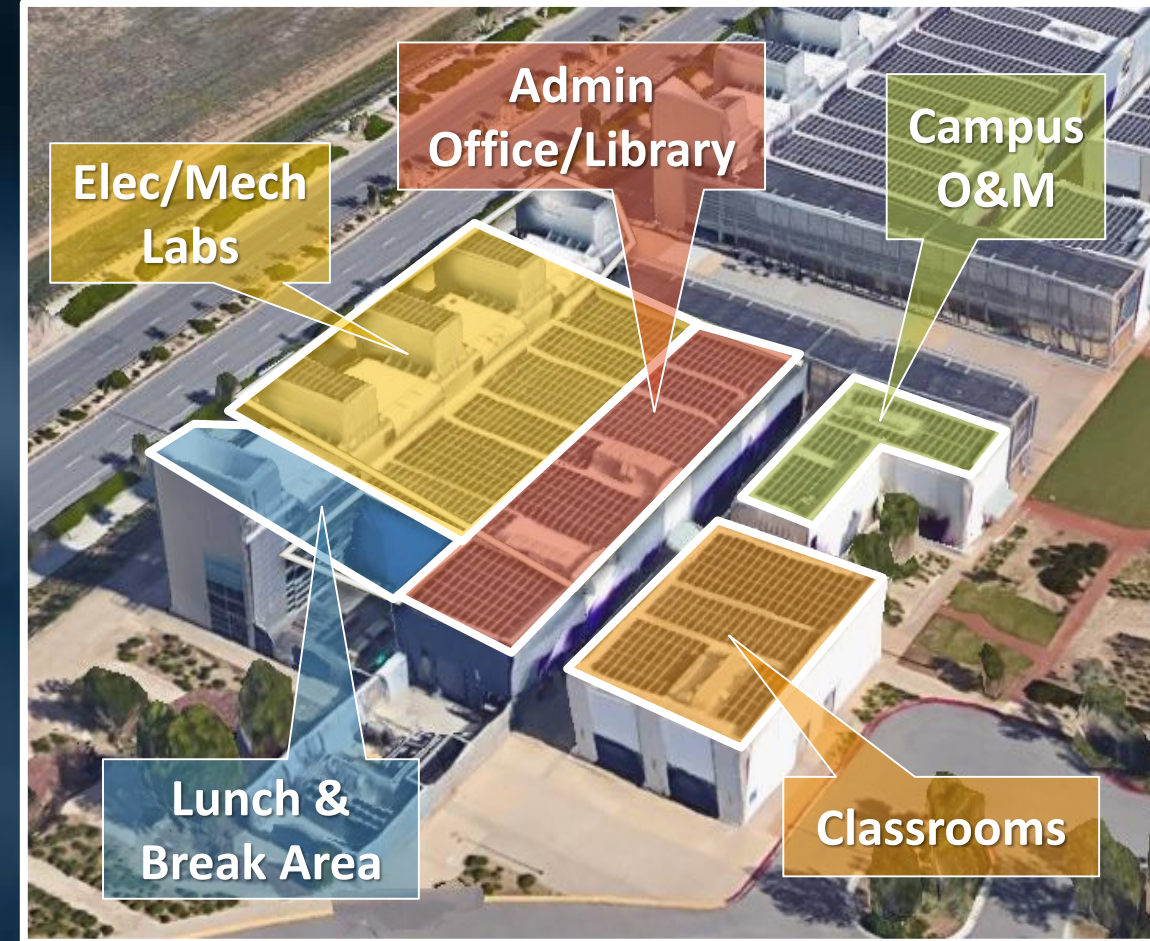 Admin
Office/Library
Campus
O&M
Elec/Mech
Labs
Lunch &
Break Area
Classrooms